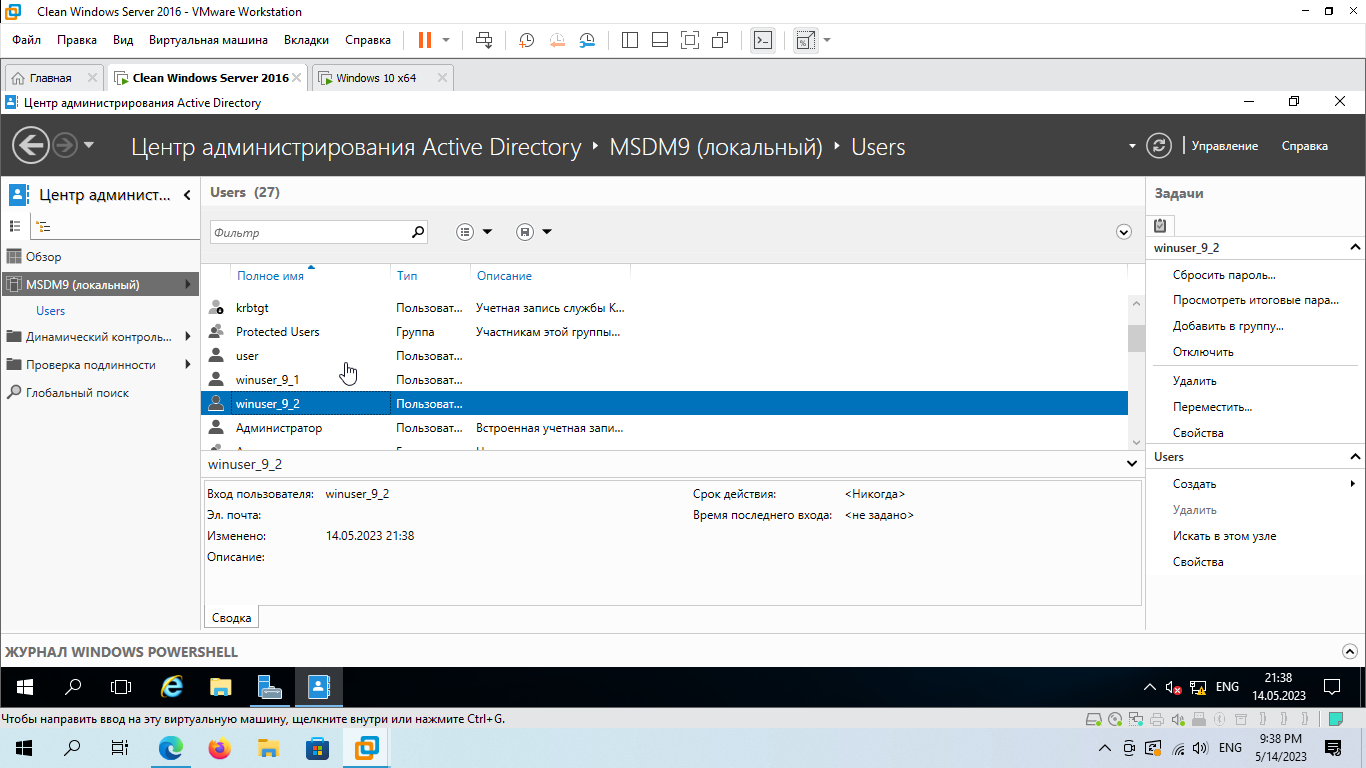 Clean Windows Server 2016 - VMware Workstation
Файл Правка Вид Виртуальная машина Вкладки Справка
Главная Clean Windows Server 2016 Windows 10 x64
Центр администрирования Active Directory
Центр администрирования Active Directory MSDM9 (локальный) Users Управление Справка
Центр админист...
Обзор
MSDM9 (локальный)
Users
Динамический контроль...
Проверка подлинности
Глобальный поиск
Users (27)
Фильтр
Полное имя Тип Описание
krbtgt Пользоват... Учетная запись службы K...
Protected Users Группа Участникам этой группы...
user Пользоват...
winuser_9_1 Пользоват...
winuser_9_2 Пользоват...
Администратор Пользоват... Встроенная учетная запи...
winuser_9_2
Вход пользователя: winuser_9_2 Срок действия: <Никогда>
Эл. почта: Время последнего входа: <не задано>
Изменено: 14.05.2023 21:38
Описание:
Сводка
Задачи
winuser_9_2
Сбросить пароль...
Просмотреть итоговые пара...
Добавить в группу...
Отключить
Удалить
Переместить...
Свойства
Users
Создать
Удалить
Искать в этом узле
Свойства
ЖУРНАЛ WINDOWS POWERSHELL
ENG 21:38
14.05.2023
Чтобы направить ввод на эту виртуальную машину, щелкните внутри или нажмите Ctrl+G.
ENG 9:38 PM
5/14/2023